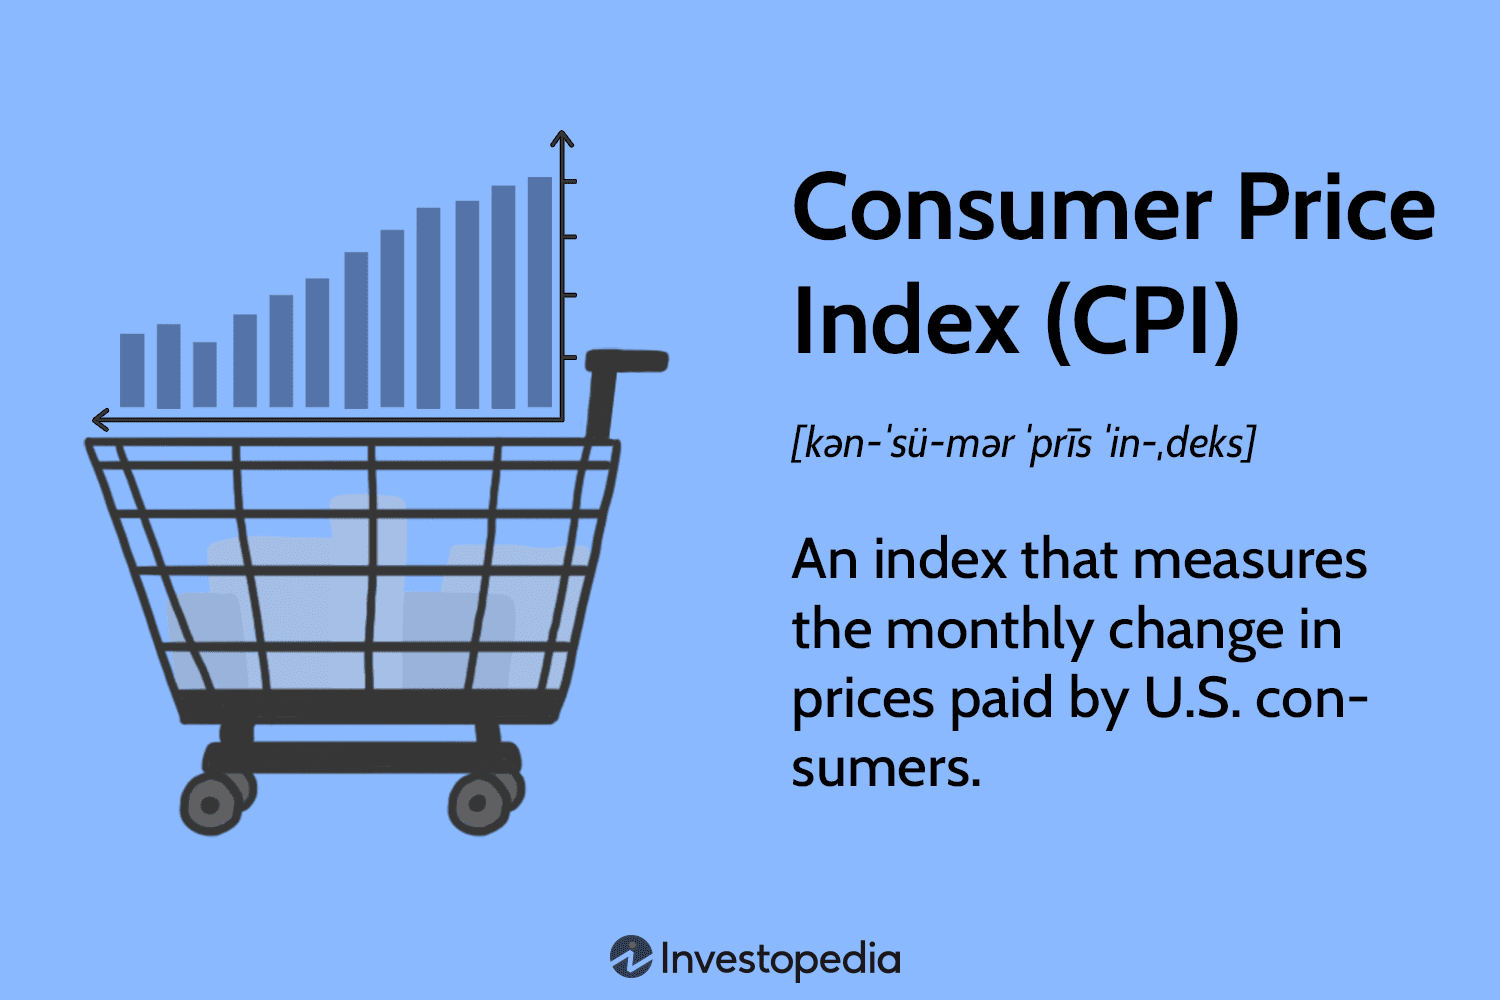 Consumer Price
Index (CPI)
[kən-ˈsü-mər ˈprīs ˈin-ˌdeks]
An index that measures
the monthly change in
prices paid by U.S. con-
sumers.
Investopedia